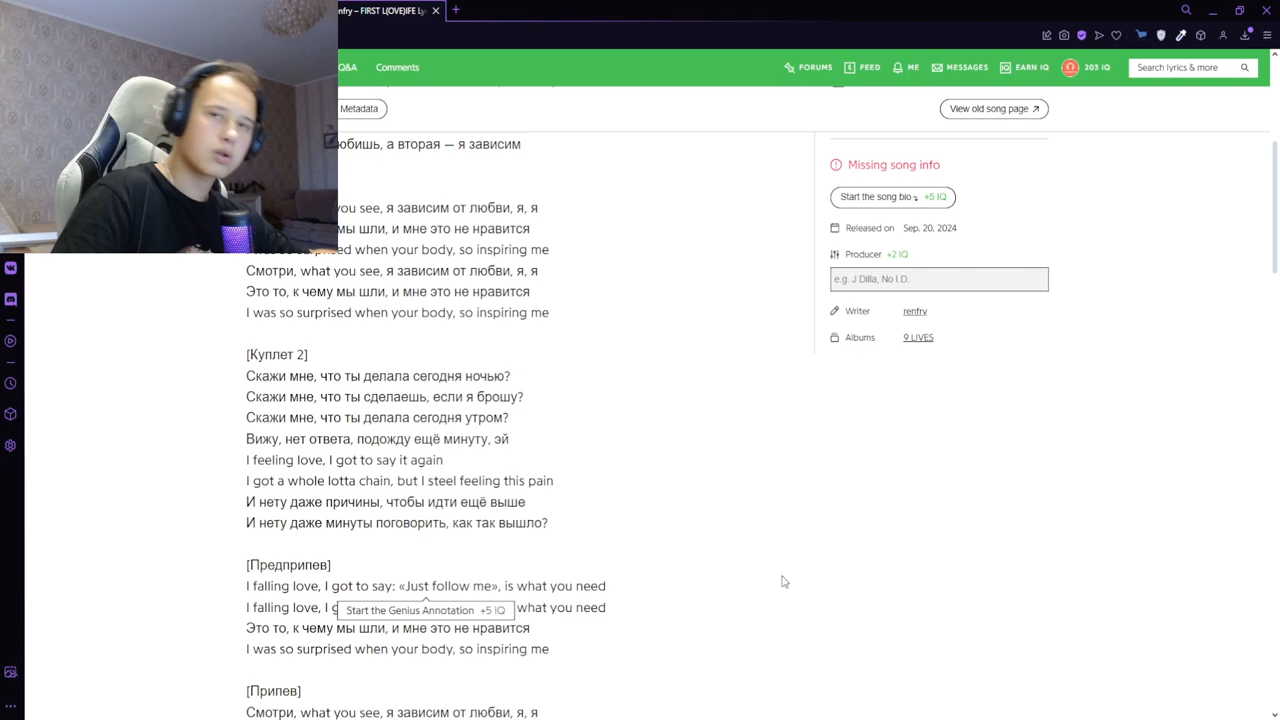 nfry – FIRST L(OVE)IFE Ly
Q&A
Comments
FORUMS
FEED
ME
MESSAGES
EARN IQ
203 IQ
Search lyrics & more
Metadata
View old song page
юбишь, а вторая — я зависим
you see, я зависим от любви, я, я
мы шли, и мне это не нравится
I was so surprised when your body, so inspiring me
Смотри, what you see, я зависим от любви, я, я
Это то, к чему мы шли, и мне это не нравится
I was so surprised when your body, so inspiring me
[Куплет 2]
Скажи мне, что ты делала сегодня ночью?
Скажи мне, что ты сделаешь, если я брошу?
Скажи мне, что ты делала сегодня утром?
Вижу, нет ответа, подожду ещё минуту, эй
I feeling love, I got to say it again
I got a whole lotta chain, but I steel feeling this pain
И нету даже причины, чтобы идти ещё выше
И нету даже минуты поговорить, как так вышло?
[Предприпев]
I falling love, I got to say: «Just follow me», is what you need
I falling love, I g
what you need
Start the Genius Annotation +5 IQ
Это то, к чему мы шли, и мне это не нравится
I was so surprised when your body, so inspiring me
[Припев]
Смотри, what you see, я зависим от любви, я, я
Missing song info
Start the song bio +5 IQ
Released on Sep. 20, 2024
Producer +2 IQ
e.g. J Dilla, No I.D.
Writer renfry
Albums 9 LIVES